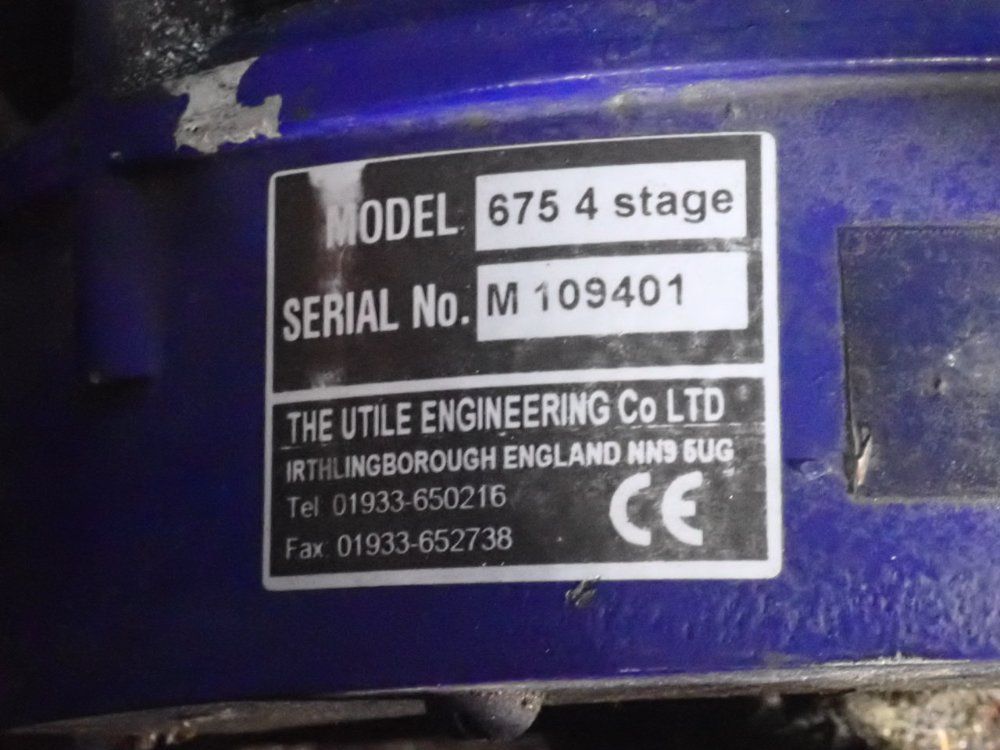 MODEL 675 4 stage
SERIAL No. M 109401
THE UTILE ENGINEERING Co LTD
IRTHLINGBOROUGH ENGLAND NN9 5UG
Tel 01933-650216
Fax 01933-652738
CE